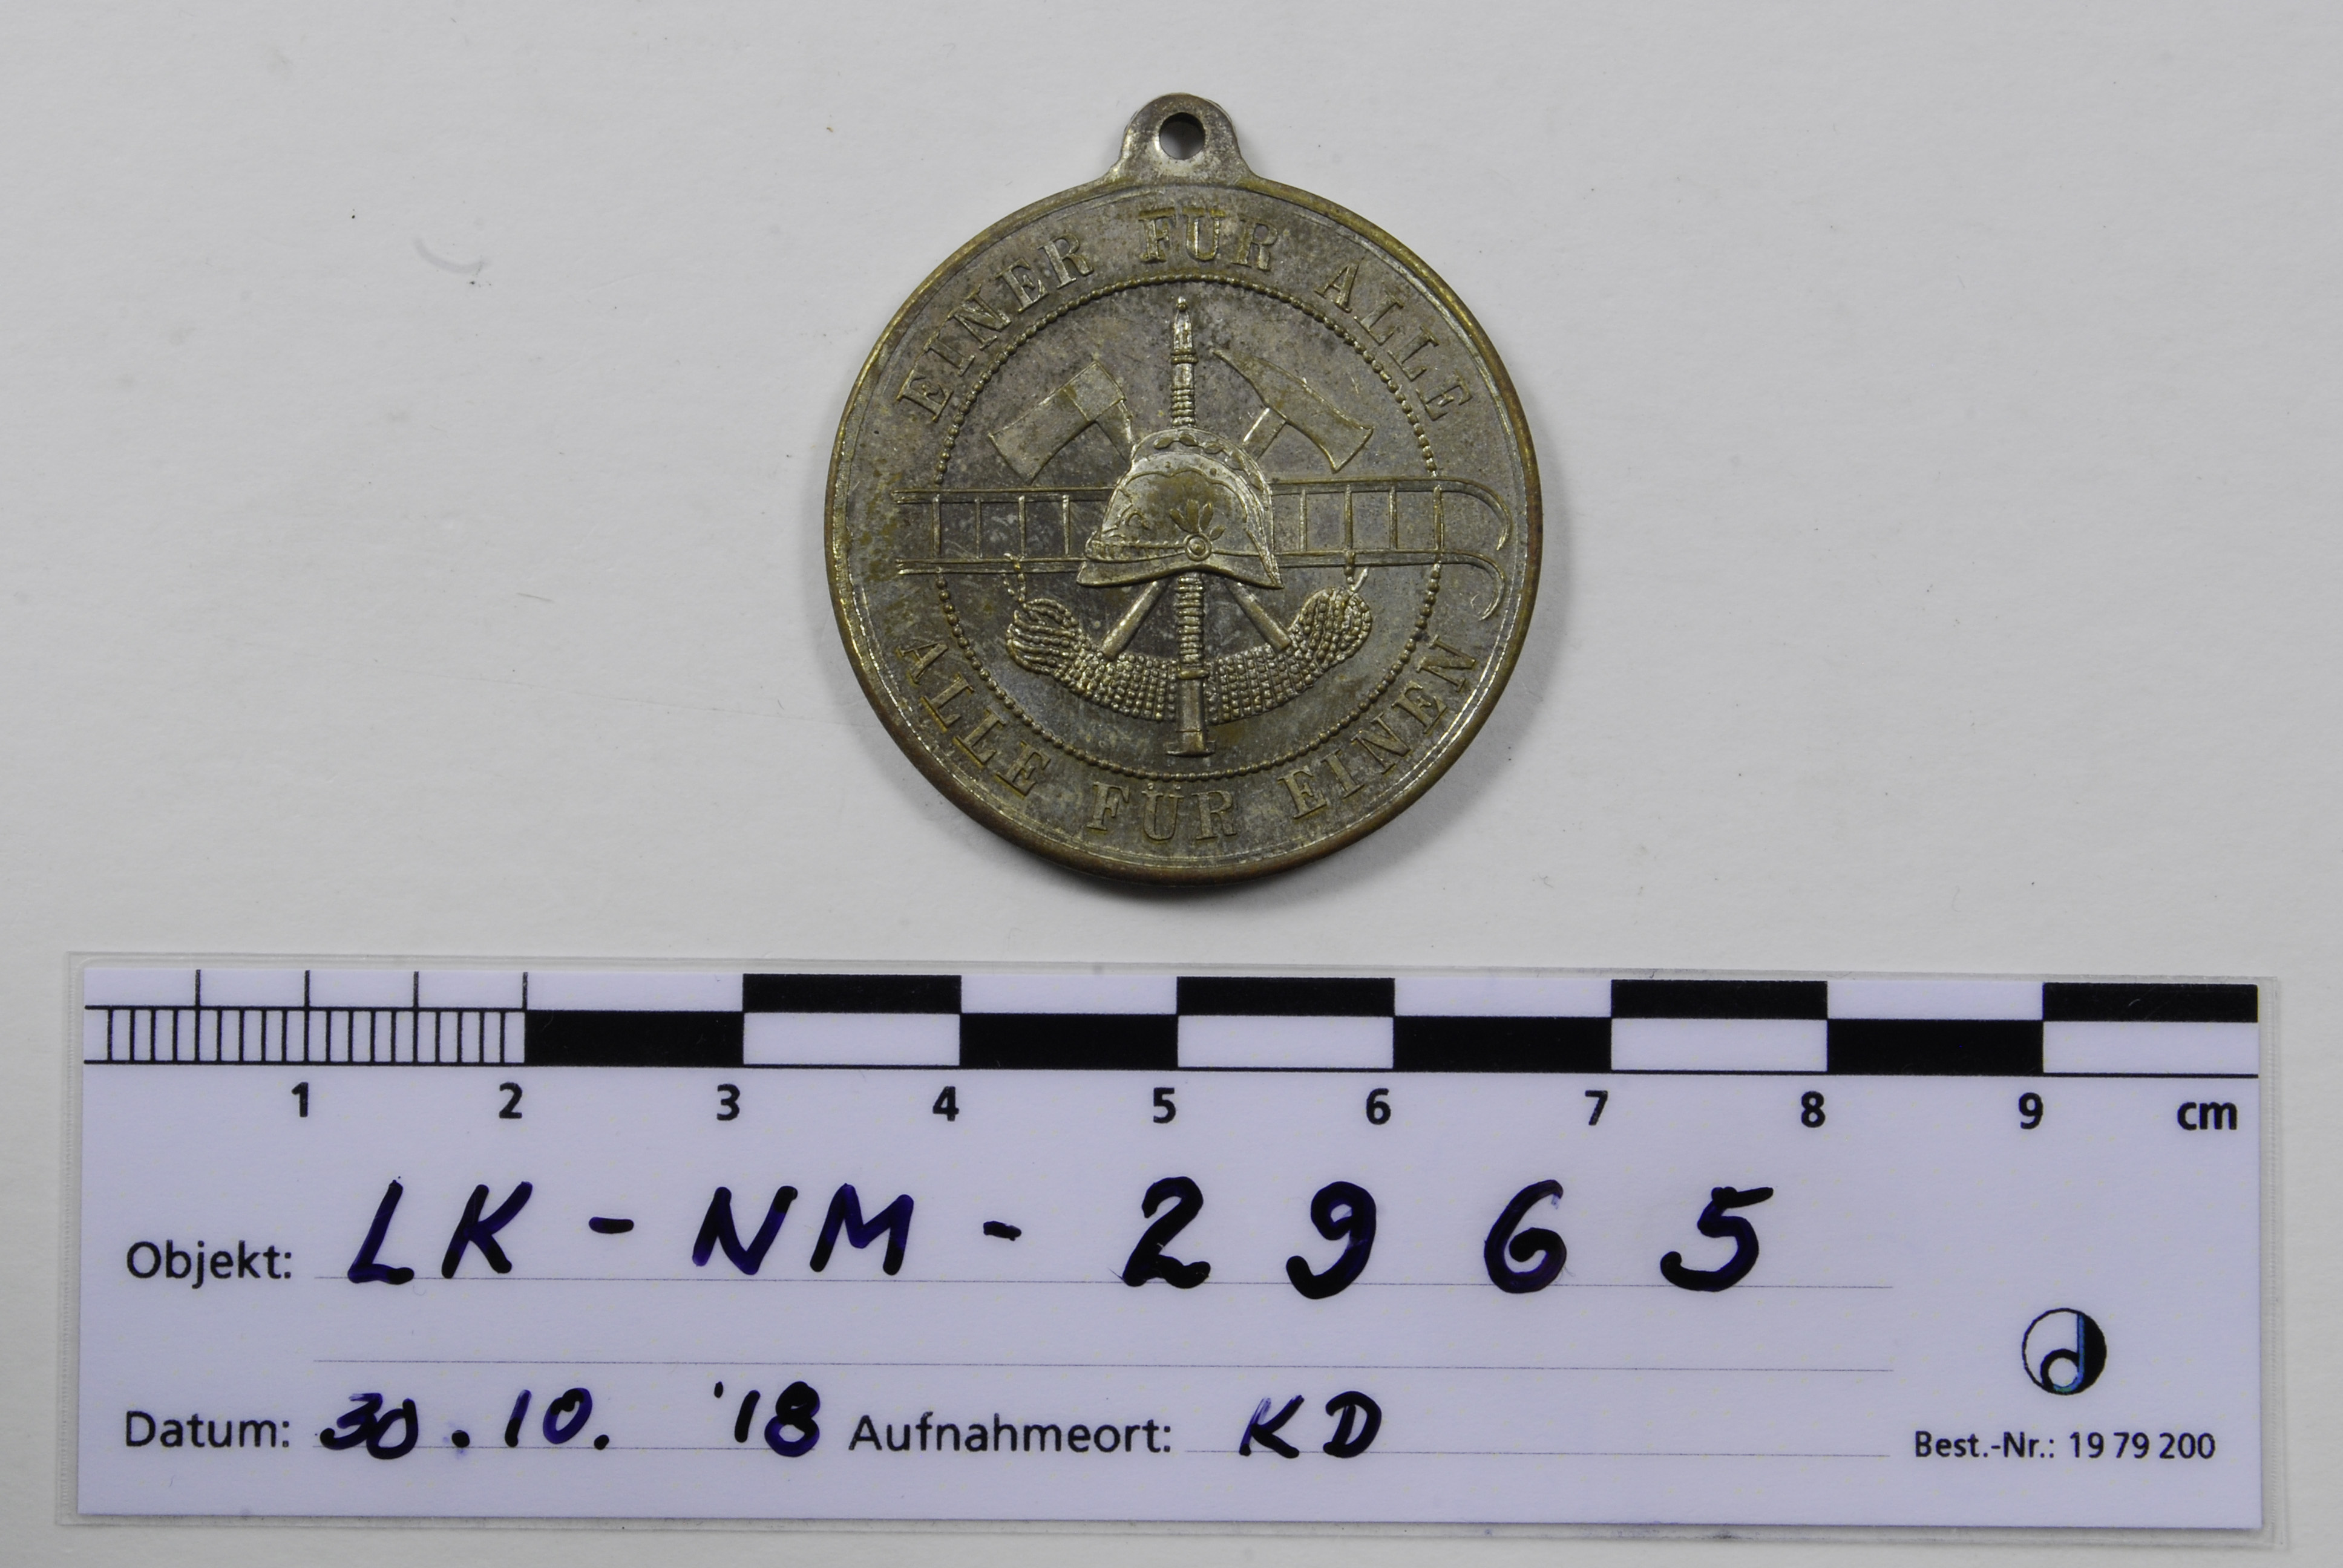 EINER FÜR ALLE
ALLE FÜR EINEN
1 2 3 4 5 6 7 8 9 cm
Objekt: LK-NM-2965
Datum: 30.10. '18 Aufnahmeort: KD
Best.-Nr.: 19 79 200